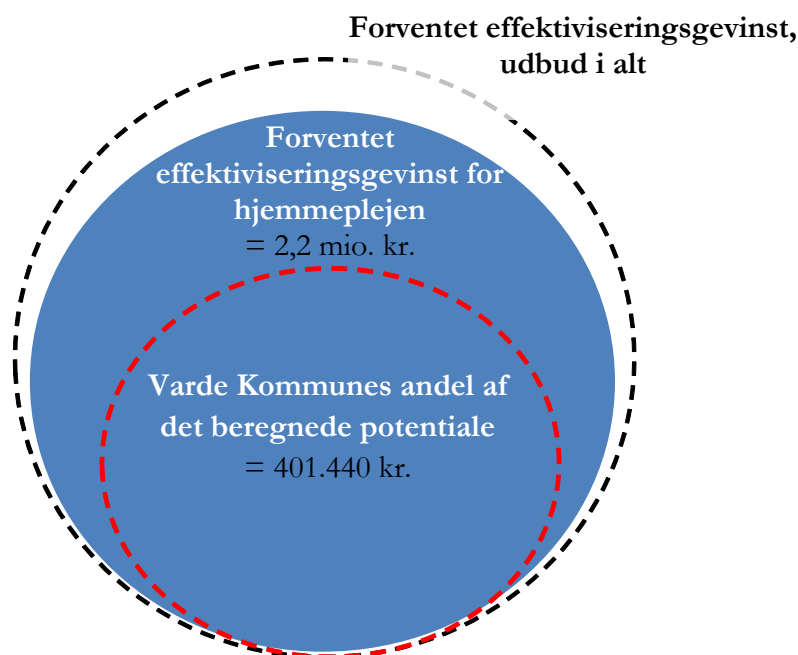 Forventet effektiviseringsgevinst,
udbud i alt
Forventet
effektiviseringsgevinst for
hjemmeplejen
= 2,2 mio. kr.
Varde Kommunes andel af
det beregnede potentiale
= 401.440 kr.